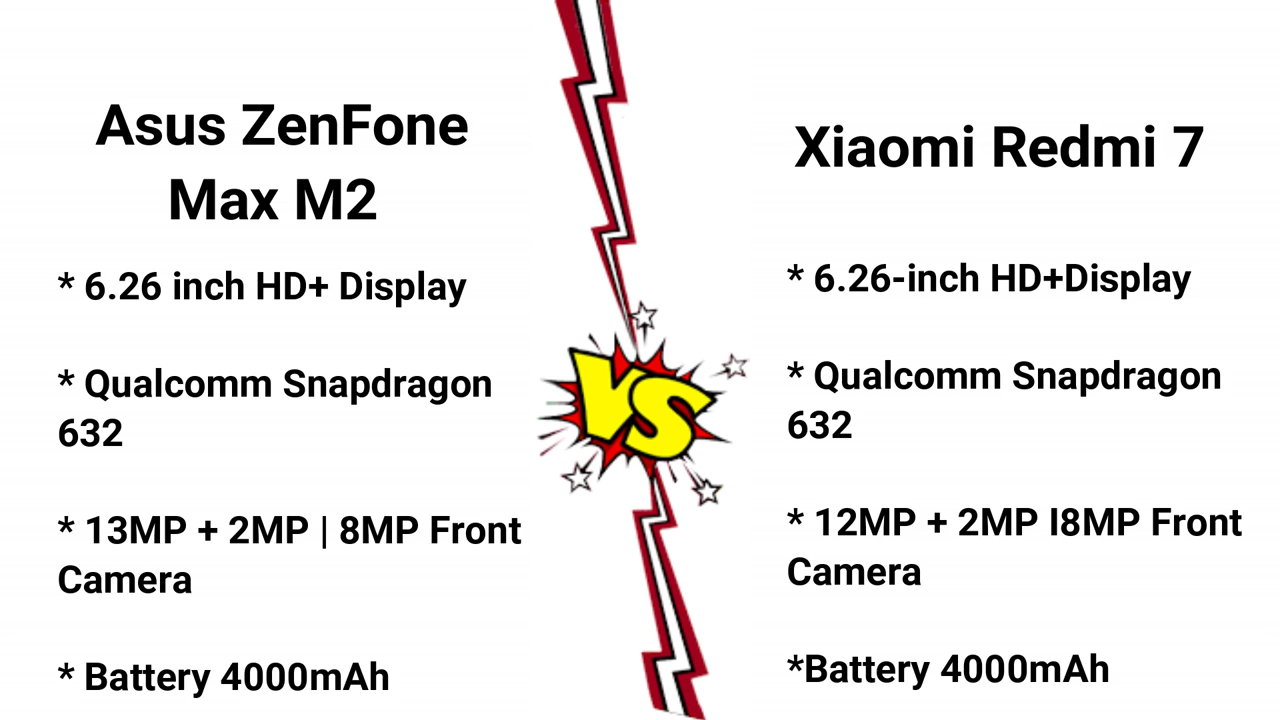 Asus ZenFone
Max M2
* 6.26 inch HD+ Display
* Qualcomm Snapdragon
632
* 13MP + 2MP | 8MP Front
Camera
* Battery 4000mAh
VS
Xiaomi Redmi 7
* 6.26-inch HD+Display
* Qualcomm Snapdragon
632
* 12MP + 2MP I8MP Front
Camera
*Battery 4000mAh